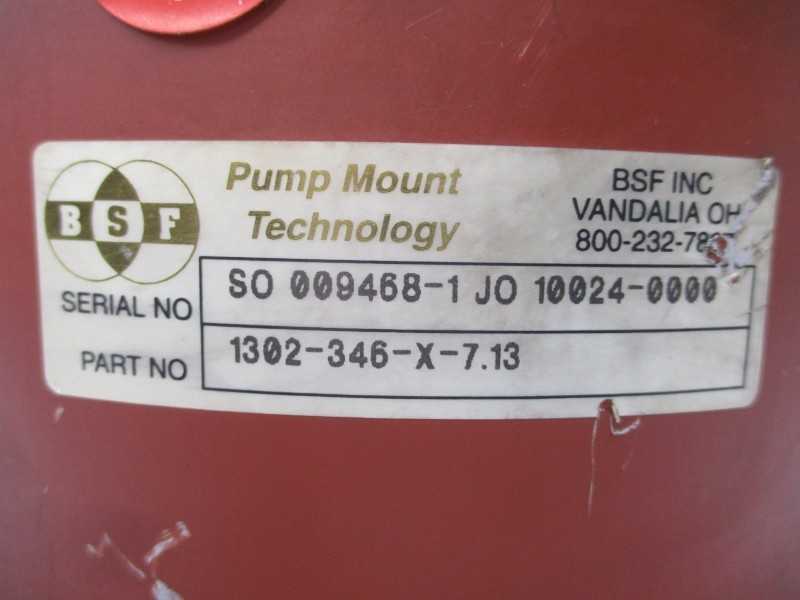 BSF
Pump Mount
Technology
BSF INC
VANDALIA OH
SERIAL NO SO 009468-1 JO 10024-0000
PART NO 1302-346-X-7.13